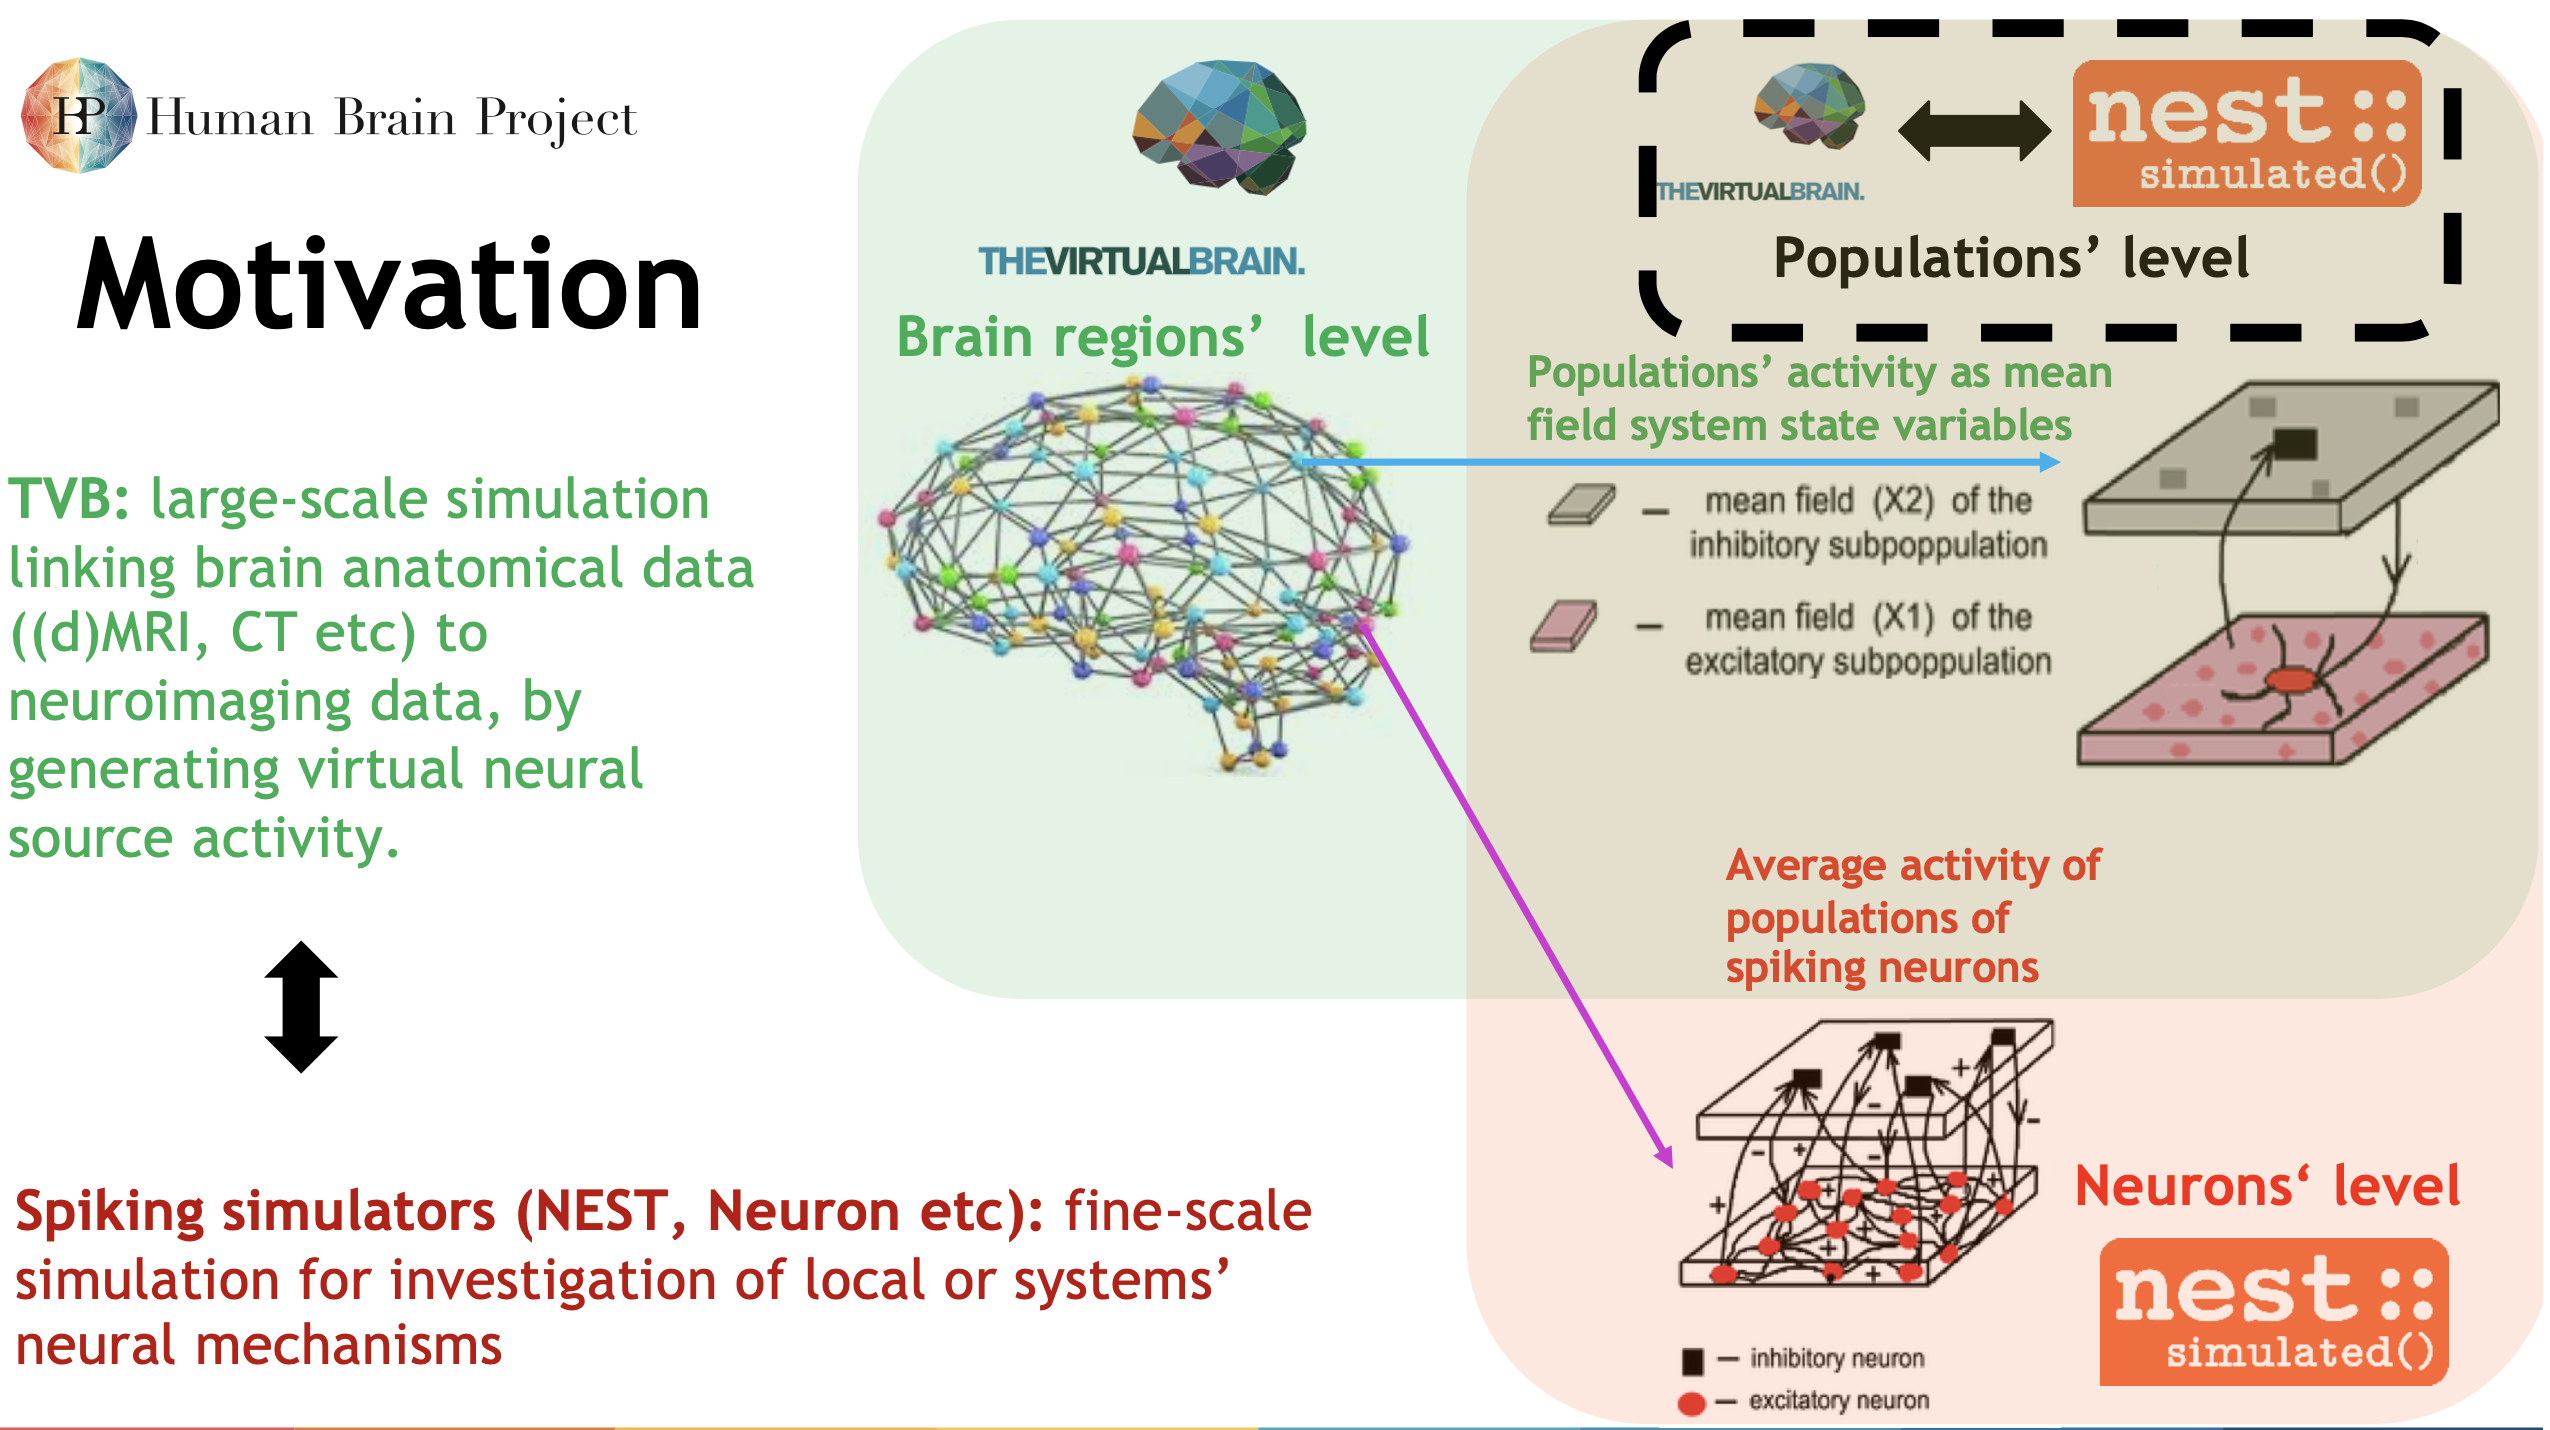 HBP Human Brain Project
Motivation
TVB: large-scale simulation
linking brain anatomical data
((d)MRI, CT etc) to
neuroimaging data, by
generating virtual neural
source activity.
Spiking simulators (NEST, Neuron etc): fine-scale
simulation for investigation of local or systems’
neural mechanisms
THEVIRTUALBRAIN.
Brain regions’ level
THEVIRTUALBRAIN.
nest::
simulated()
Populations’ level
Populations’ activity as mean
field system state variables
– mean field (X2) of the
inhibitory subpoppulation
– mean field (X1) of the
excitatory subpoppulation
Average activity of
populations of
spiking neurons
+
-
-
- + -
+
+ +
+ +
+
+
Neurons‘ level
nest::
simulated()
– inhibitory neuron
– excitatory neuron